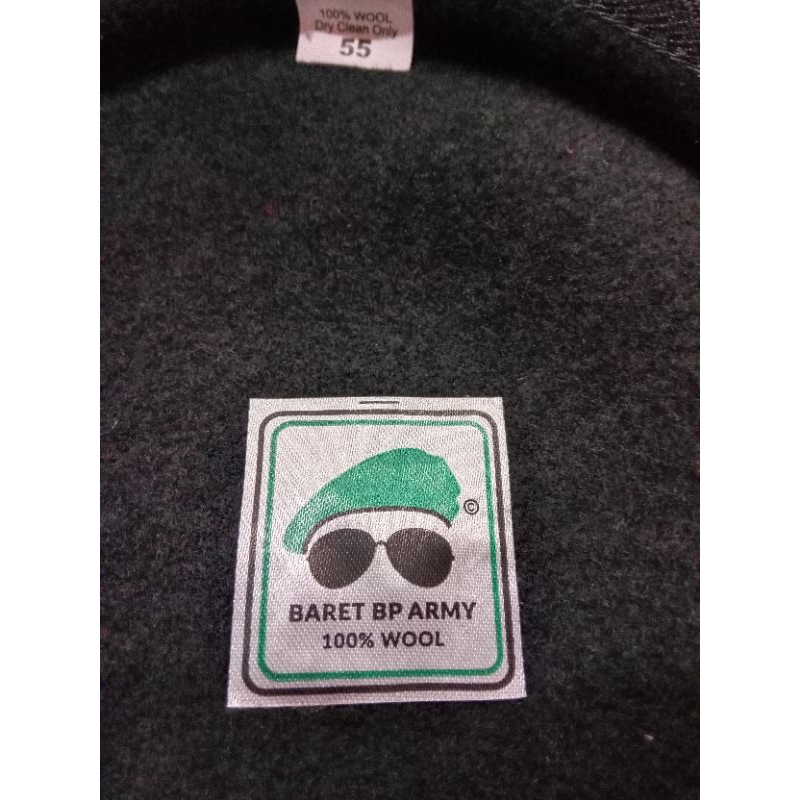 100% WOOL
Dry Clean Only
55
©
BARET BP ARMY
100% WOOL